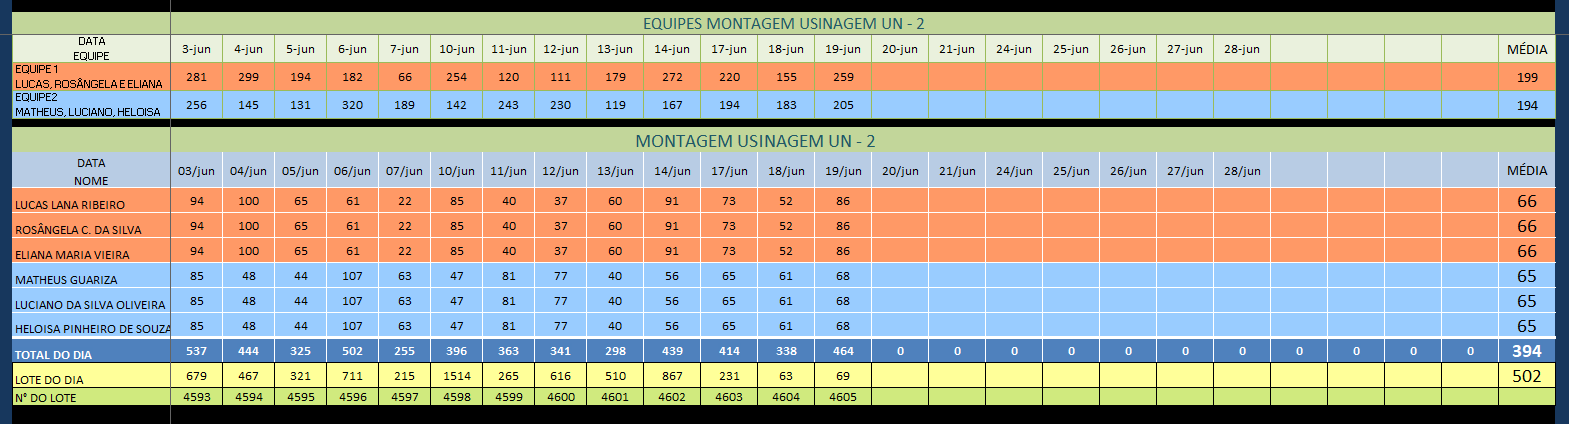 EQUIPES MONTAGEM USINAGEM UN - 2
DATA
EQUIPE
3-jun 4-jun 5-jun 6-jun 7-jun 10-jun 11-jun 12-jun 13-jun 14-jun 17-jun 18-jun 19-jun 20-jun 21-jun 24-jun 25-jun 26-jun 27-jun 28-jun MÉDIA
EQUIPE 1
LUCAS, ROSÂNGELA E ELIANA
281 299 194 182 66 254 120 111 179 272 220 155 259 199
EQUIPE2
MATHEUS, LUCIANO, HELOISA
256 145 131 320 189 142 243 230 119 167 194 183 205 194
MONTAGEM USINAGEM UN - 2
DATA
NOME
03/jun 04/jun 05/jun 06/jun 07/jun 10/jun 11/jun 12/jun 13/jun 14/jun 17/jun 18/jun 19/jun 20/jun 21/jun 24/jun 25/jun 26/jun 27/jun 28/jun MÉDIA
LUCAS LANA RIBEIRO 94 100 65 61 22 85 40 37 60 91 73 52 86 66
ROSÂNGELA C. DA SILVA 94 100 65 61 22 85 40 37 60 91 73 52 86 66
ELIANA MARIA VIEIRA 94 100 65 61 22 85 40 37 60 91 73 52 86 66
MATHEUS GUARIZA 85 48 44 107 63 47 81 77 40 56 65 61 68 65
LUCIANO DA SILVA OLIVEIRA 85 48 44 107 63 47 81 77 40 56 65 61 68 65
HELOISA PINHEIRO DE SOUZA 85 48 44 107 63 47 81 77 40 56 65 61 68 65
TOTAL DO DIA 537 444 325 502 255 396 363 341 298 439 414 338 464 0 0 0 0 0 0 0 0 0 0 0 394
LOTE DO DIA 679 467 321 711 215 1514 265 616 510 867 231 63 69 502
N° DO LOTE 4593 4594 4595 4596 4597 4598 4599 4600 4601 4602 4603 4604 4605